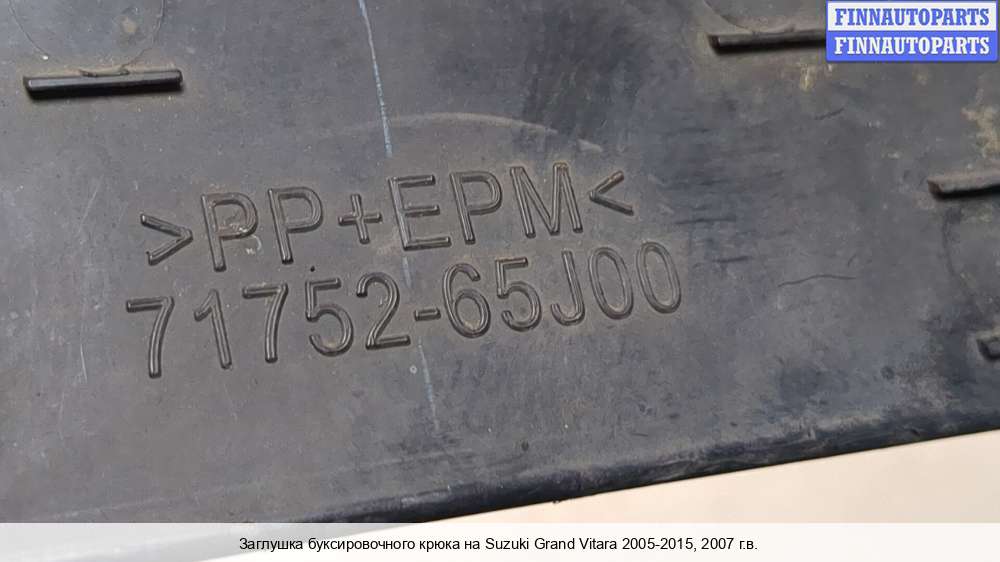 FINNAUTOPARTS
FINNAUTOPARTS
>PP+EPM<
71752-65J00
Заглушка буксировочного крюка на Suzuki Grand Vitara 2005-2015, 2007 г.в.